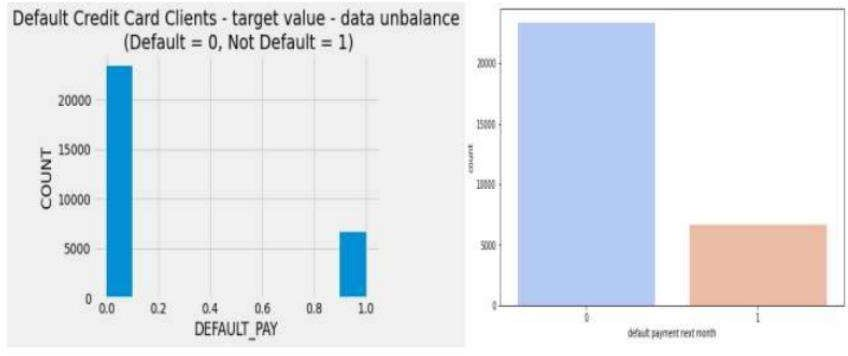 Default Credit Card Clients - target value - data unbalance
(Default = 0, Not Default = 1)
COUNT
20000
15000
10000
5000
0
0.0 0.2 0.4 0.6 0.8 1.0
DEFAULT_PAY
count
20000
15000
10000
5000
0
0 1
default payment next month